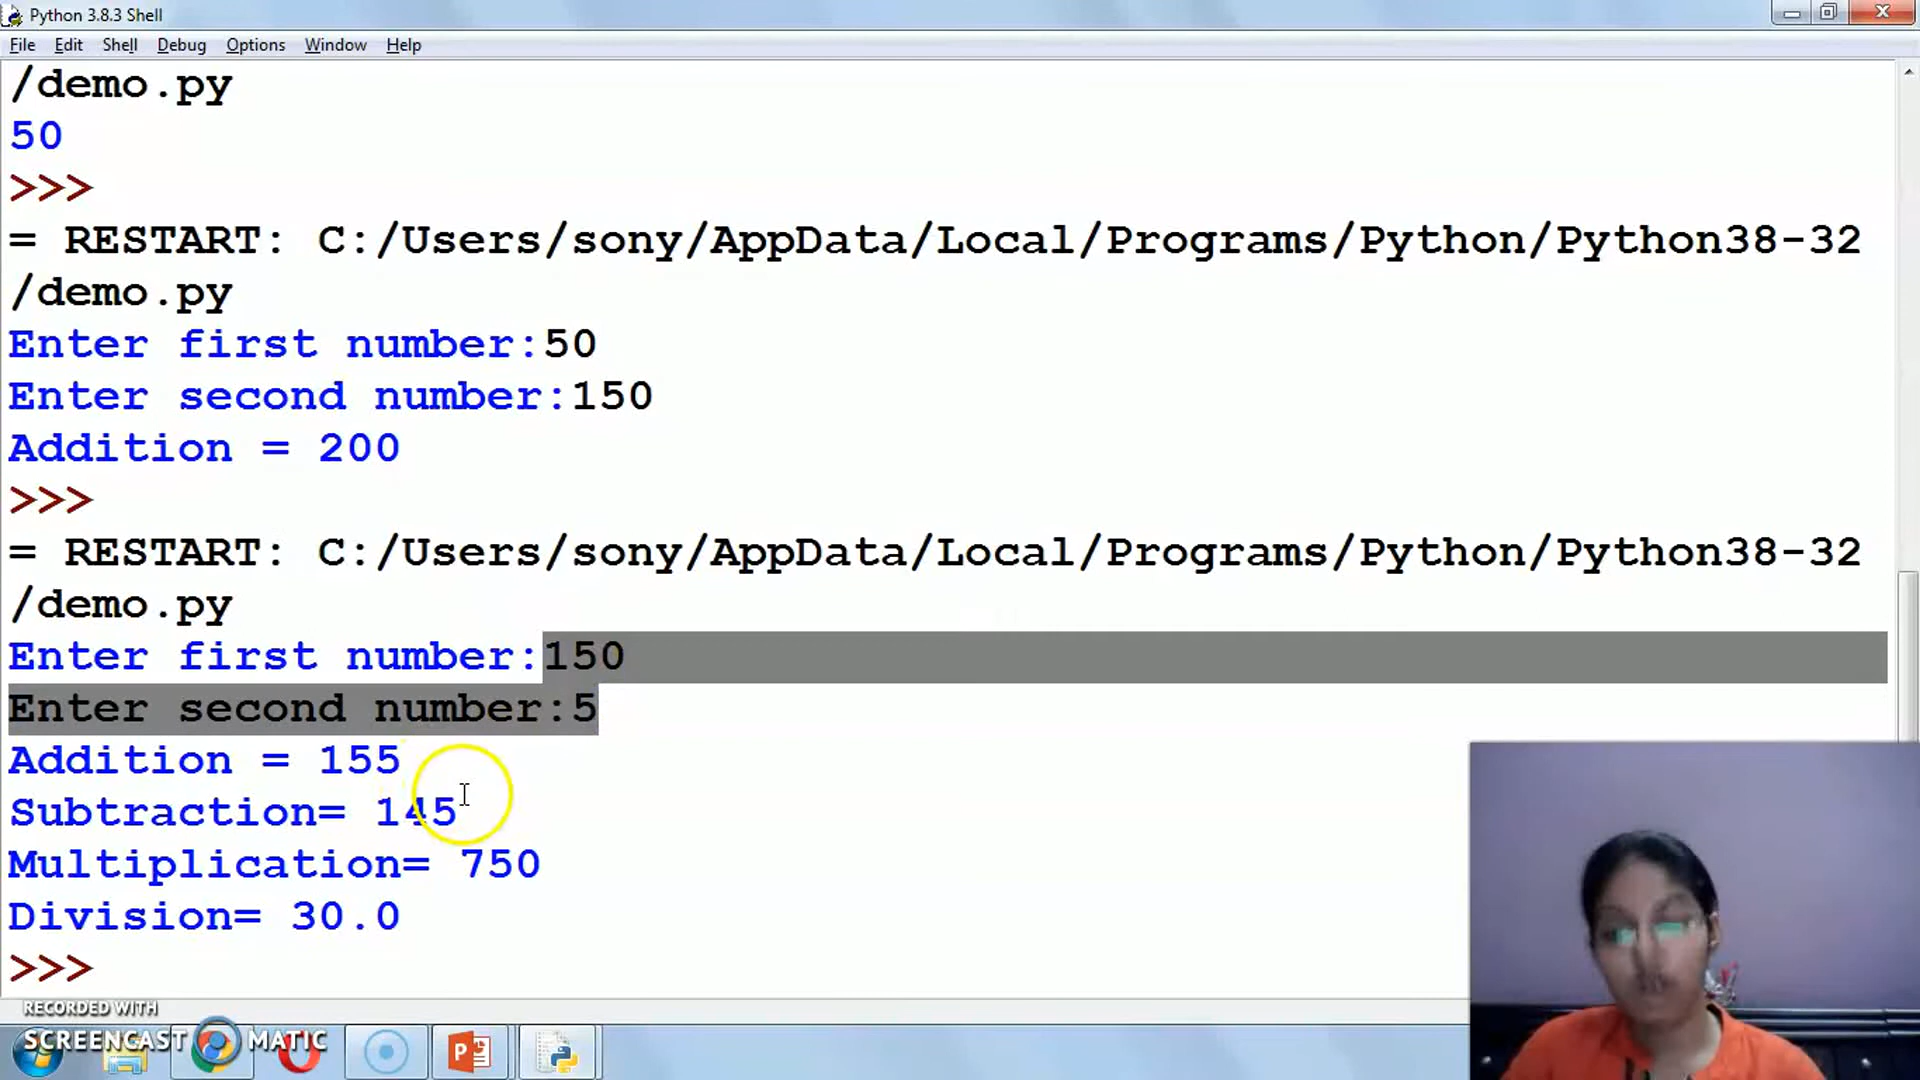 Python 3.8.3 Shell
File Edit Shell Debug Options Window Help
/demo.py
50
>>>
= RESTART: C:/Users/sony/AppData/Local/Programs/Python/Python38-32
/demo.py
Enter first number:50
Enter second number:150
Addition = 200
>>>
= RESTART: C:/Users/sony/AppData/Local/Programs/Python/Python38-32
/demo.py
Enter first number:150
Enter second number:5
Addition = 155
Subtraction= 145
Multiplication= 750
Division= 30.0
>>>
RECORDED WITH
SCREENCAST MATIC